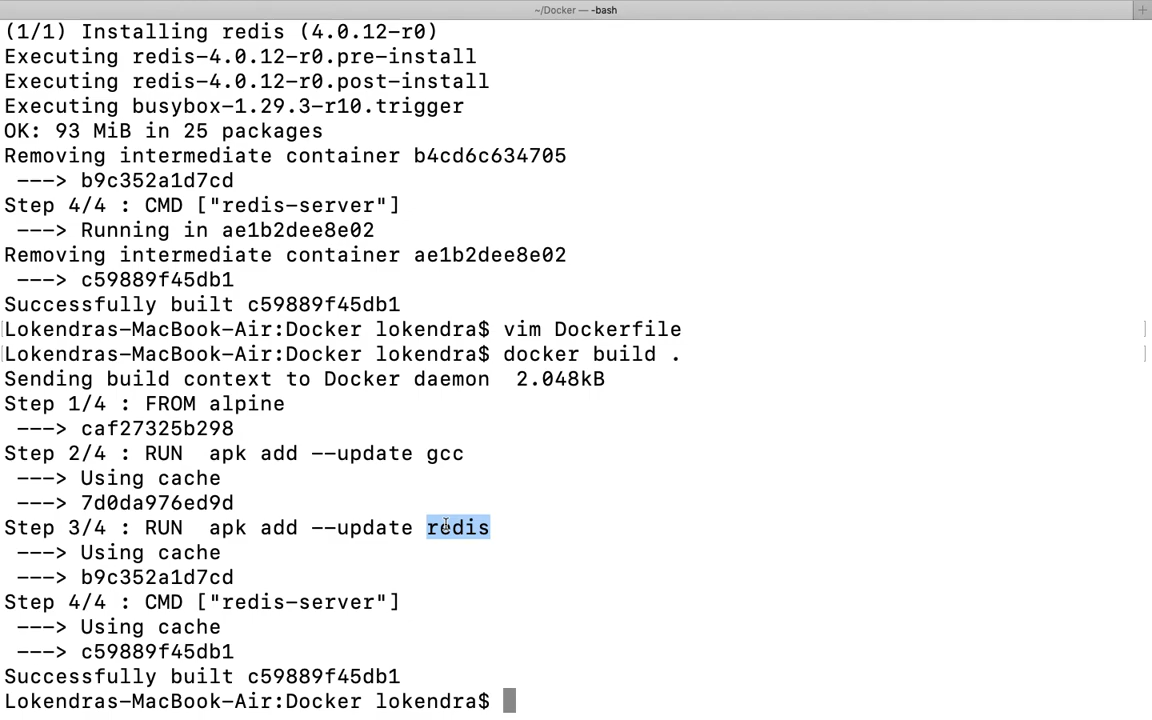 ~/Docker — -bash
(1/1) Installing redis (4.0.12-r0)
Executing redis-4.0.12-r0.pre-install
Executing redis-4.0.12-r0.post-install
Executing busybox-1.29.3-r10.trigger
OK: 93 MiB in 25 packages
Removing intermediate container b4cd6c634705
 ---> b9c352a1d7cd
Step 4/4 : CMD ["redis-server"]
 ---> Running in ae1b2dee8e02
Removing intermediate container ae1b2dee8e02
 ---> c59889f45db1
Successfully built c59889f45db1
Lokendras-MacBook-Air:Docker lokendra$ vim Dockerfile
Lokendras-MacBook-Air:Docker lokendra$ docker build .
Sending build context to Docker daemon  2.048kB
Step 1/4 : FROM alpine
 ---> caf27325b298
Step 2/4 : RUN  apk add --update gcc
 ---> Using cache
 ---> 7d0da976ed9d
Step 3/4 : RUN  apk add --update redis
 ---> Using cache
 ---> b9c352a1d7cd
Step 4/4 : CMD ["redis-server"]
 ---> Using cache
 ---> c59889f45db1
Successfully built c59889f45db1
Lokendras-MacBook-Air:Docker lokendra$